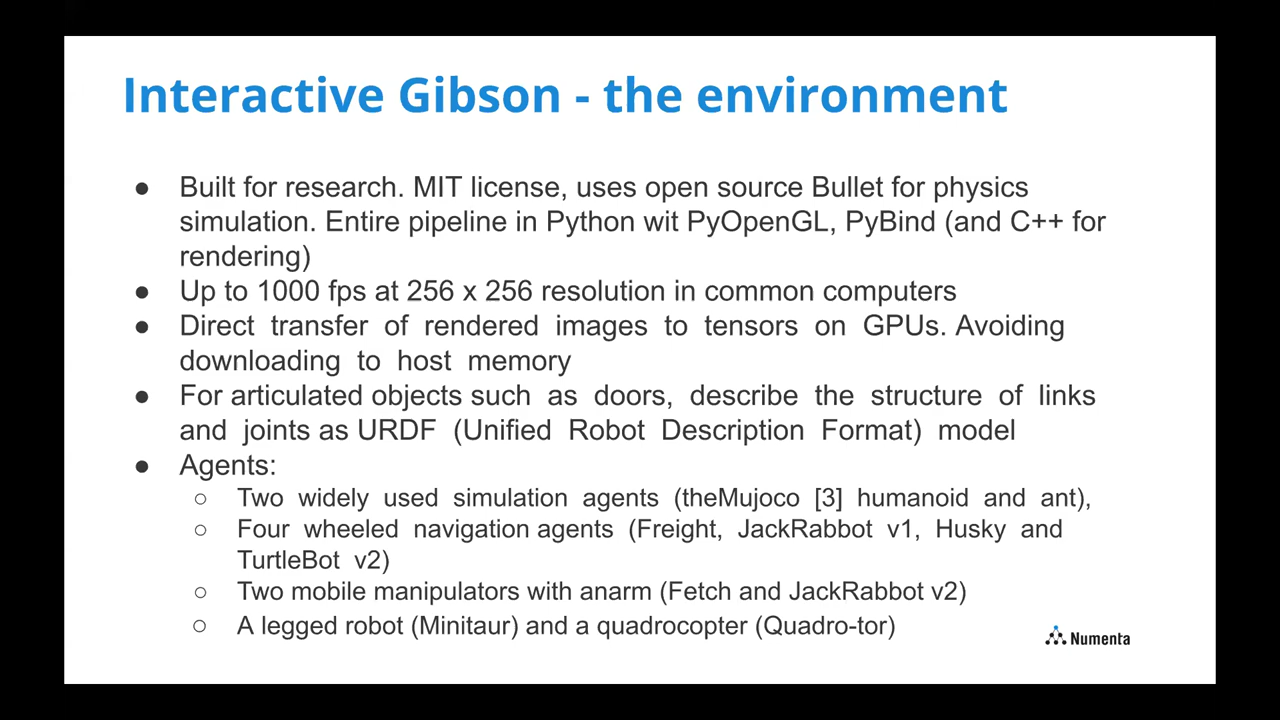 Interactive Gibson - the environment
● Built for research. MIT license, uses open source Bullet for physics
simulation. Entire pipeline in Python wit PyOpenGL, PyBind (and C++ for
rendering)
● Up to 1000 fps at 256 x 256 resolution in common computers
● Direct transfer of rendered images to tensors on GPUs. Avoiding
downloading to host memory
● For articulated objects such as doors, describe the structure of links
and joints as URDF (Unified Robot Description Format) model
● Agents:
○ Two widely used simulation agents (theMujoco [3] humanoid and ant),
○ Four wheeled navigation agents (Freight, JackRabbot v1, Husky and
TurtleBot v2)
○ Two mobile manipulators with anarm (Fetch and JackRabbot v2)
○ A legged robot (Minitaur) and a quadrocopter (Quadro-tor)
Numenta